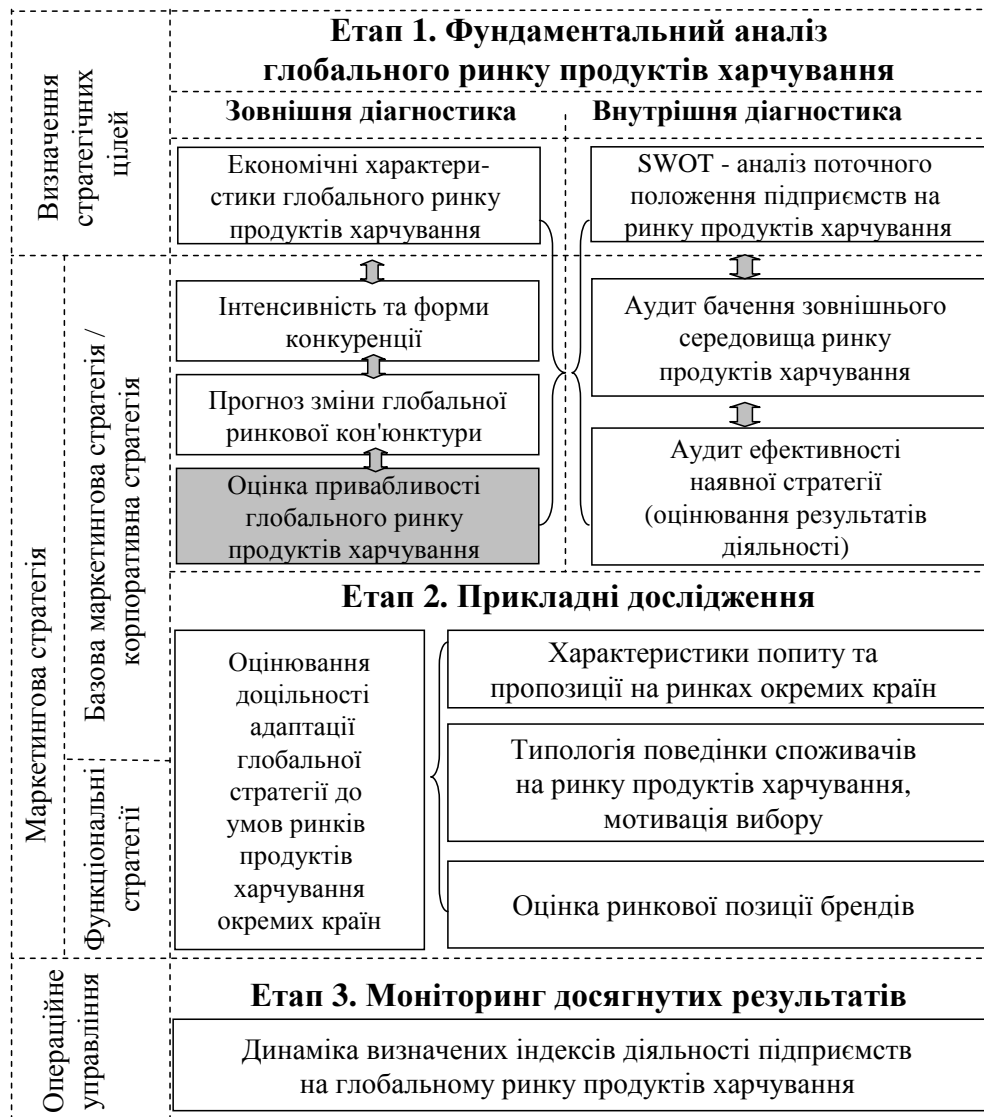 Етап 1. Фундаментальний аналіз
глобального ринку продуктів харчування
Визначення
стратегічних
цілей
Зовнішня діагностика
Внутрішня діагностика
Економічні характери-
стики глобального ринку
продуктів харчування
SWOT - аналіз поточного
положення підприємств на
ринку продуктів харчування
Маркетингова стратегія
Базова маркетингова стратегія /
корпоративна стратегія
Інтенсивність та форми
конкуренції
Прогноз зміни глобальної
ринкової кон'юнктури
Оцінка привабливості
глобального ринку
продуктів харчування
Аудит бачення зовнішнього
середовища ринку
продуктів харчування
Аудит ефективності
наявної стратегії
(оцінювання результатів
діяльності)
Етап 2. Прикладні дослідження
Функціональні
стратегії
Оцінювання
доцільності
адаптації
глобальної
стратегії до
умов ринків
продуктів
харчування
окремих країн
Характеристики попиту та
пропозиції на ринках окремих країн
Типологія поведінки споживачів
на ринку продуктів харчування,
мотивація вибору
Оцінка ринкової позиції брендів
Операційне
управління
Етап 3. Моніторинг досягнутих результатів
Динаміка визначених індексів діяльності підприємств
на глобальному ринку продуктів харчування